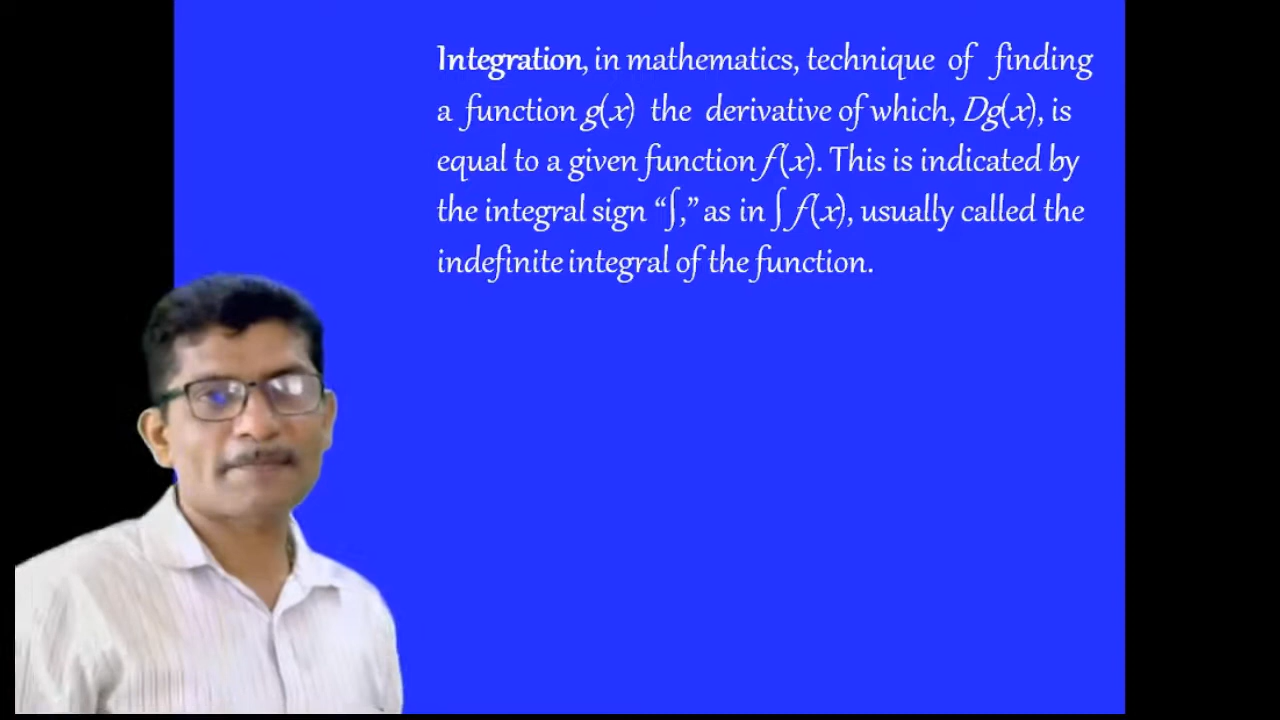 Integration, in mathematics, technique of finding
a function g(x) the derivative of which, Dg(x), is
equal to a given function f(x). This is indicated by
the integral sign “∫,” as in ∫ f(x), usually called the
indefinite integral of the function.